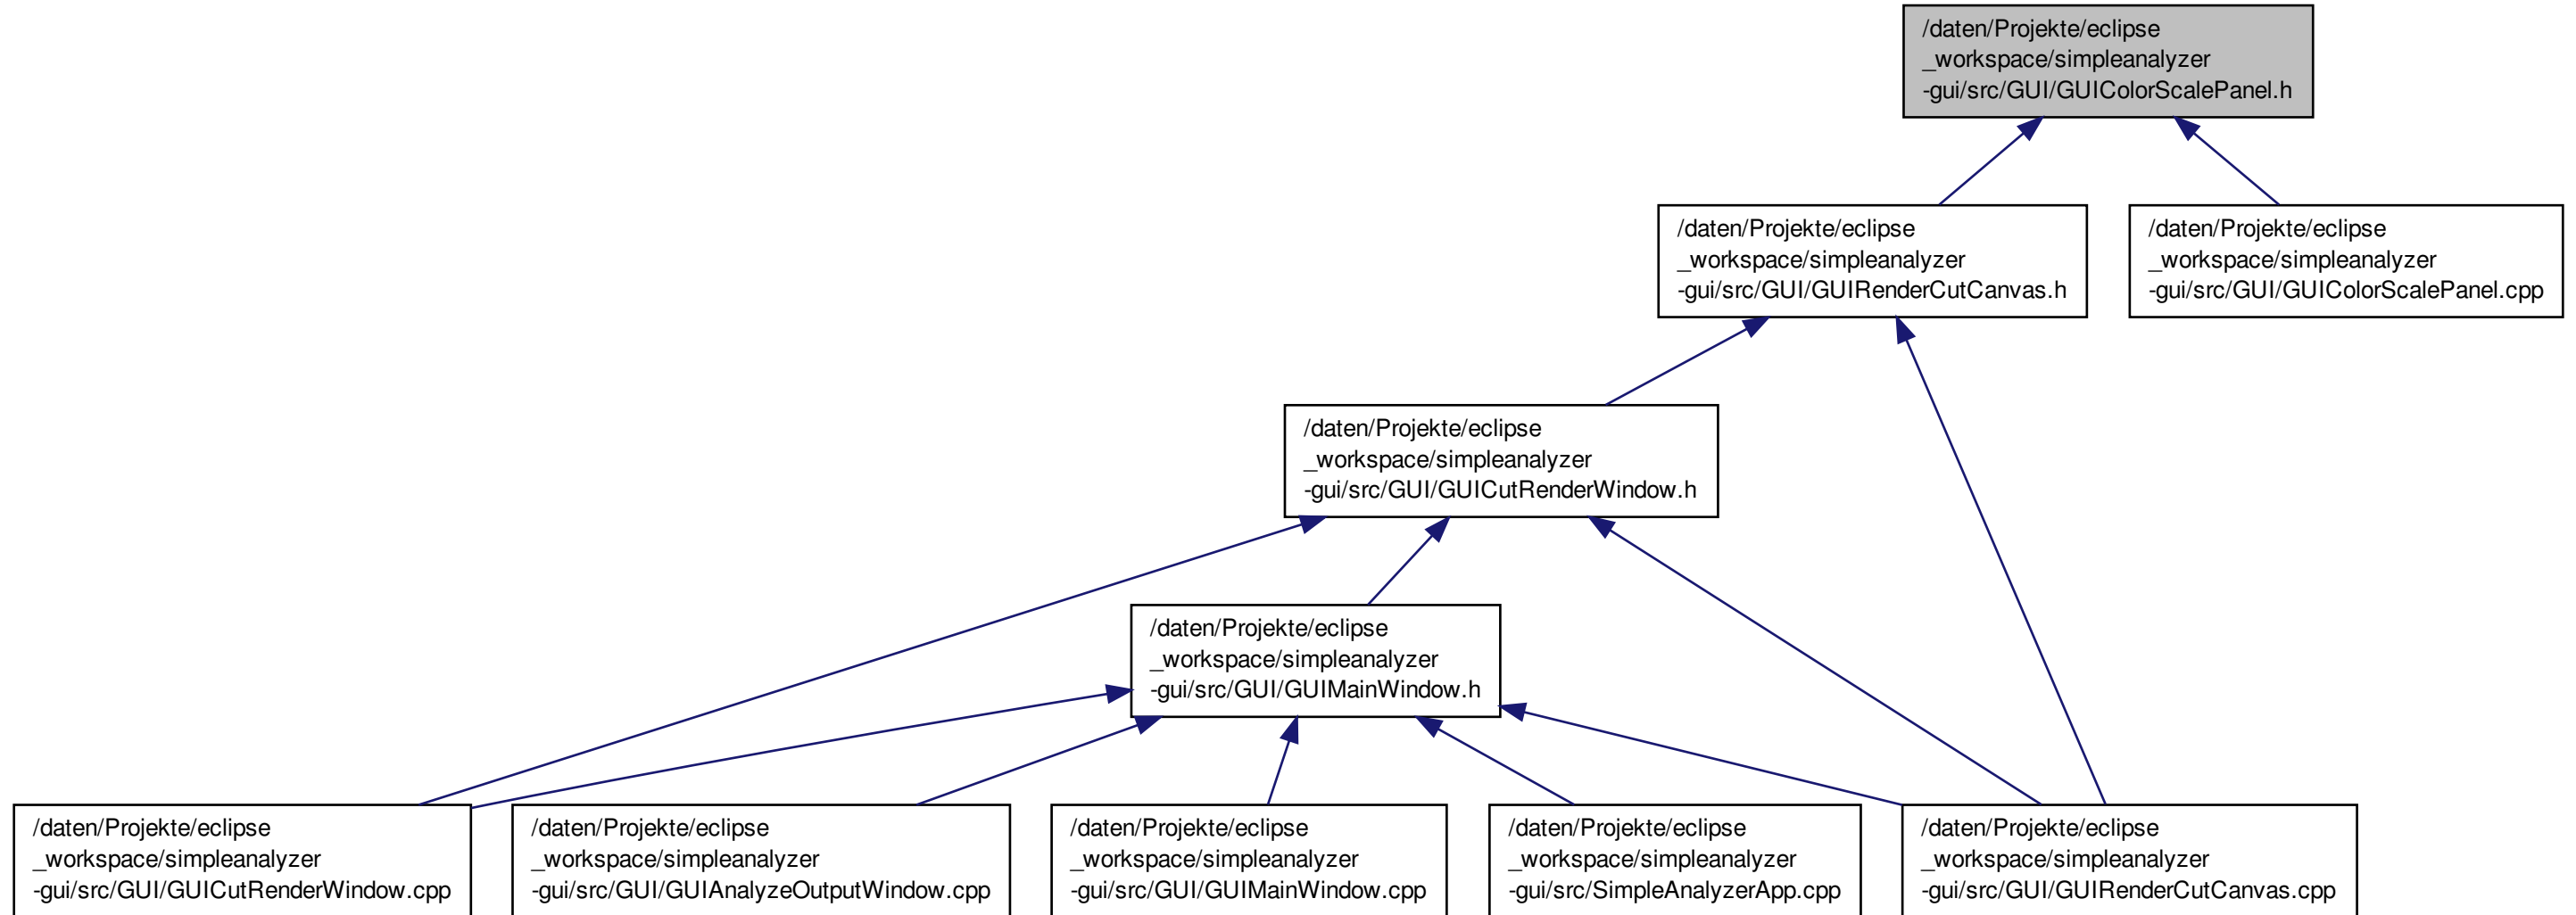 /daten/Projekte/eclipse
_workspace/simpleanalyzer
-gui/src/GUI/GUIColorScalePanel.h
/daten/Projekte/eclipse
_workspace/simpleanalyzer
-gui/src/GUI/GUIRenderCutCanvas.h
/daten/Projekte/eclipse
_workspace/simpleanalyzer
-gui/src/GUI/GUIColorScalePanel.cpp
/daten/Projekte/eclipse
_workspace/simpleanalyzer
-gui/src/GUI/GUICutRenderWindow.h
/daten/Projekte/eclipse
_workspace/simpleanalyzer
-gui/src/GUI/GUIMainWindow.h
/daten/Projekte/eclipse
_workspace/simpleanalyzer
-gui/src/GUI/GUICutRenderWindow.cpp
/daten/Projekte/eclipse
_workspace/simpleanalyzer
-gui/src/GUI/GUIAnalyzeOutputWindow.cpp
/daten/Projekte/eclipse
_workspace/simpleanalyzer
-gui/src/GUI/GUIMainWindow.cpp
/daten/Projekte/eclipse
_workspace/simpleanalyzer
-gui/src/SimpleAnalyzerApp.cpp
/daten/Projekte/eclipse
_workspace/simpleanalyzer
-gui/src/GUI/GUIRenderCutCanvas.cpp